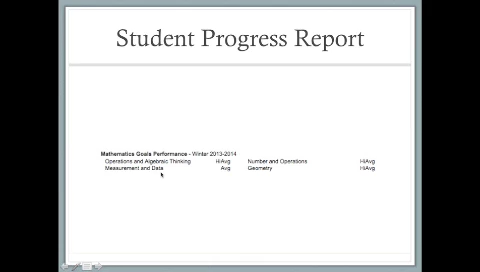 Student Progress Report
Mathematics Goals Performance - Winter 2013-2014
Operations and Algebraic Thinking HiAvg Number and Operations HiAvg
Measurement and Data Avg Geometry HiAvg